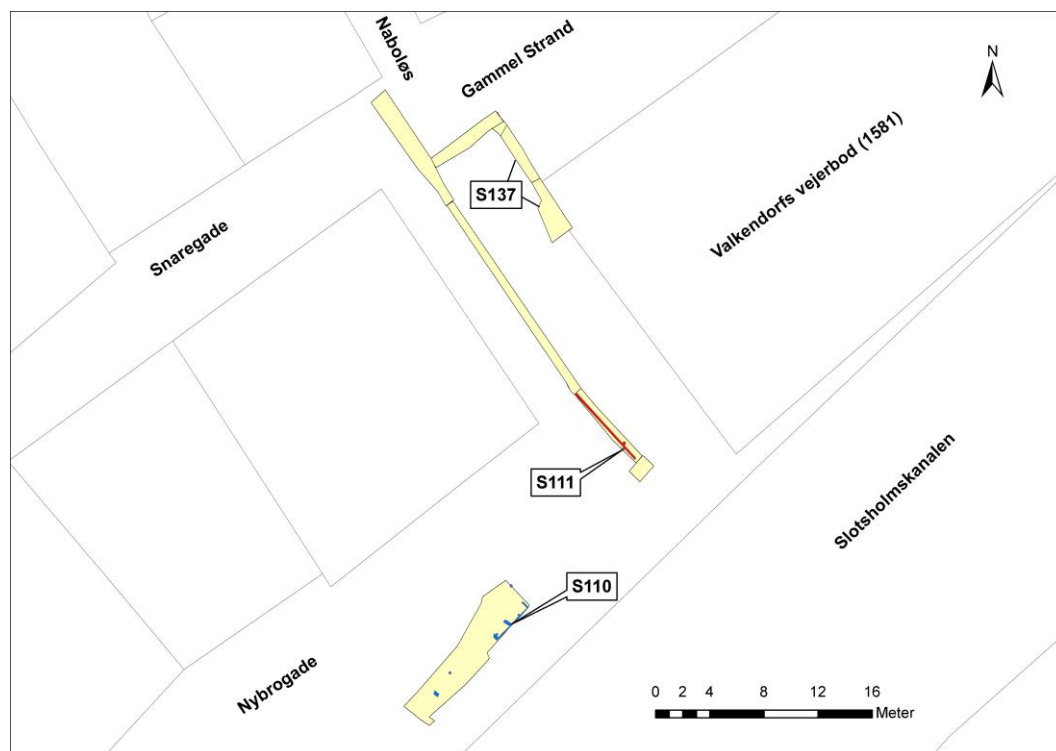 Naboløs
Gammel Strand
N
Valkendorfs vejerbod (1581)
S137
Snaregade
S111
Slotsholmskanalen
S110
Nybrogade
0 2 4 8 12 16
Meter